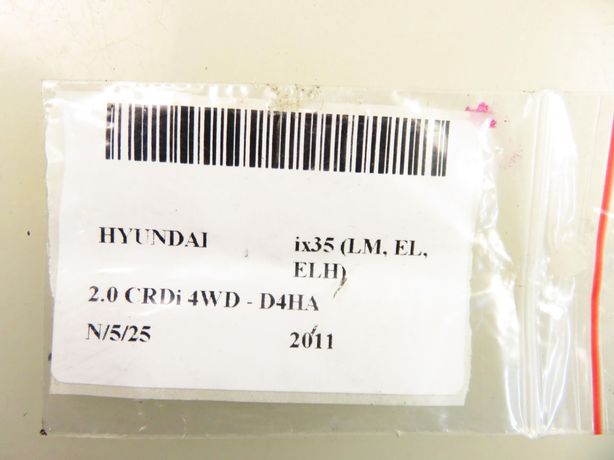 HYUNDAI ix35 (LM, EL,
ELH)
2.0 CRDi 4WD - D4HA
N/5/25 2011